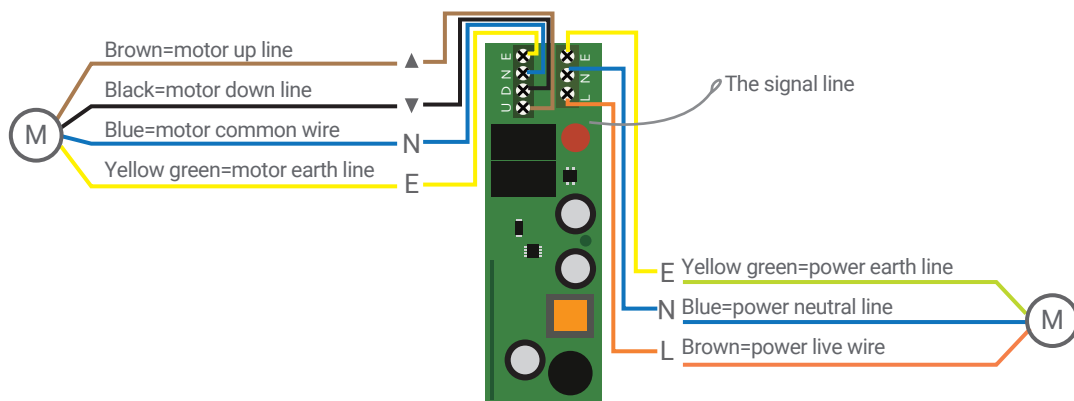 Brown=motor up line
▲
Black=motor down line
▼
Blue=motor common wire
N
Yellow green=motor earth line
E
M
U D N E
L N E
The signal line
E
Yellow green=power earth line
N
Blue=power neutral line
L
Brown=power live wire
M